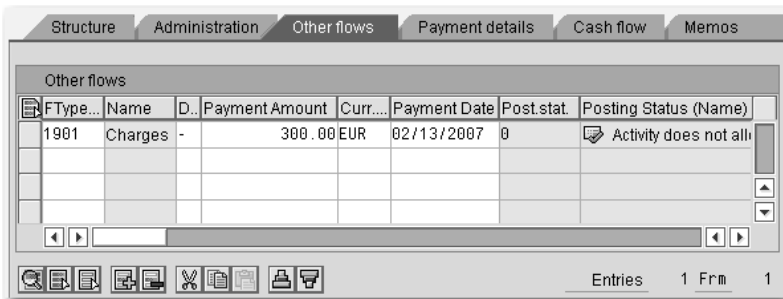 Structure Administration Other flows Payment details Cash flow Memos
Other flows
FType... Name D.. Payment Amount Curr.... Payment Date Post.stat. Posting Status (Name)
1901 Charges - 300.00 EUR 02/13/2007 0 Activity does not all
Entries 1 Frm 1